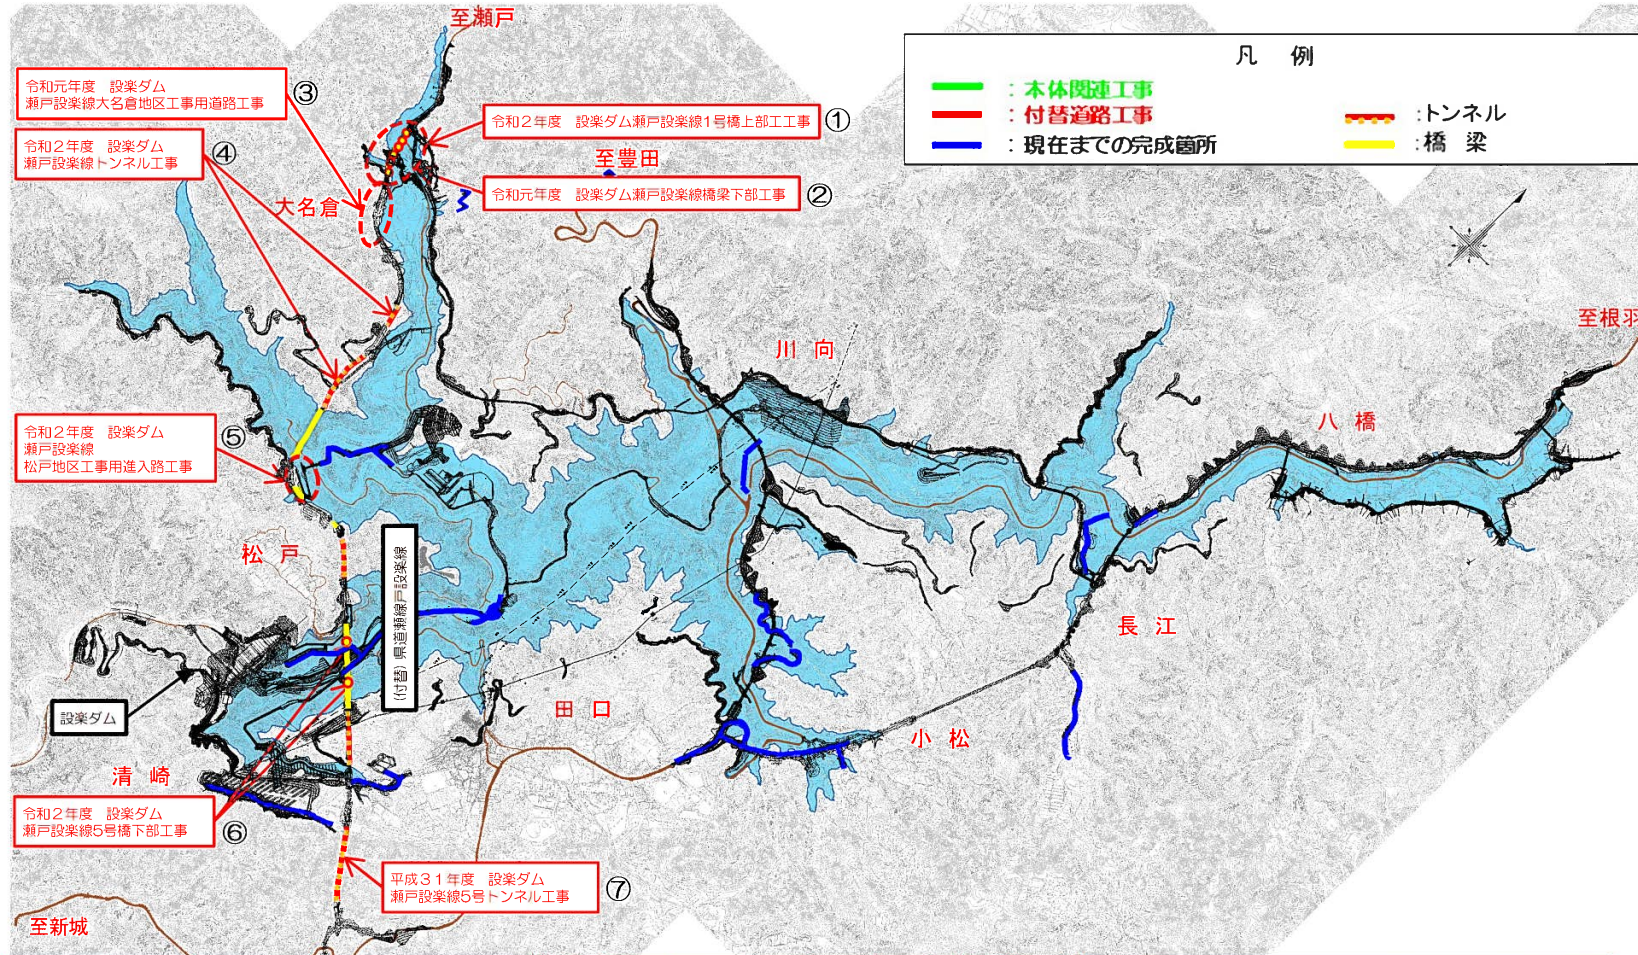 至瀬戸
凡 例
：本体関連工事
：付替道路工事
：現在までの完成箇所
：トンネル
：橋 梁
令和元年度 設楽ダム
瀬戸設楽線大名倉地区工事用道路工事
③
令和２年度 設楽ダム瀬戸設楽線1号橋上部工工事
①
令和２年度 設楽ダム
瀬戸設楽線トンネル工事
④
至豊田
令和元年度 設楽ダム瀬戸設楽線橋梁下部工事
②
大名倉
至根羽
川 向
八 橋
令和２年度 設楽ダム
瀬戸設楽線
松戸地区工事用進入路工事
⑤
松 戸
(付替)県道瀬線戸設楽線
長 江
設楽ダム
田 口
小 松
清 崎
令和２年度 設楽ダム
瀬戸設楽線5号橋下部工事
⑥
平成３１年度 設楽ダム
瀬戸設楽線5号トンネル工事
⑦
至新城